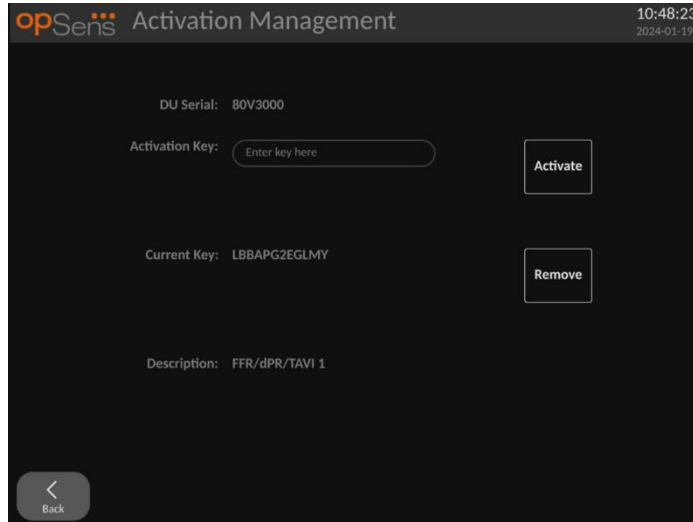 opSens Activation Management 10:48:23
2024-01-19
DU Serial: 80V3000
Activation Key: Enter key here
Activate
Current Key: LBBAPG2EGLMY
Remove
Description: FFR/dPR/TAVI 1
Back